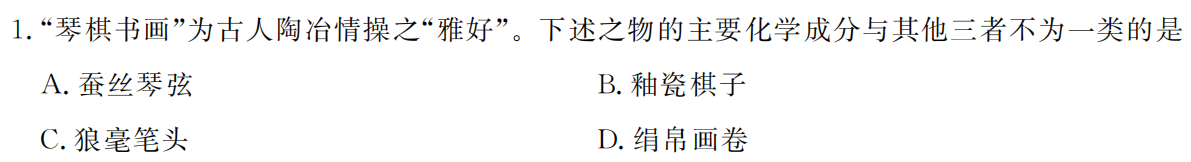 1.“琴棋书画”为古人陶冶情操之“雅好”。下述之物的主要化学成分与其他三者不为一类的是
A. 蚕丝琴弦 B. 釉瓷棋子
C. 狼毫笔头 D. 绢帛画卷